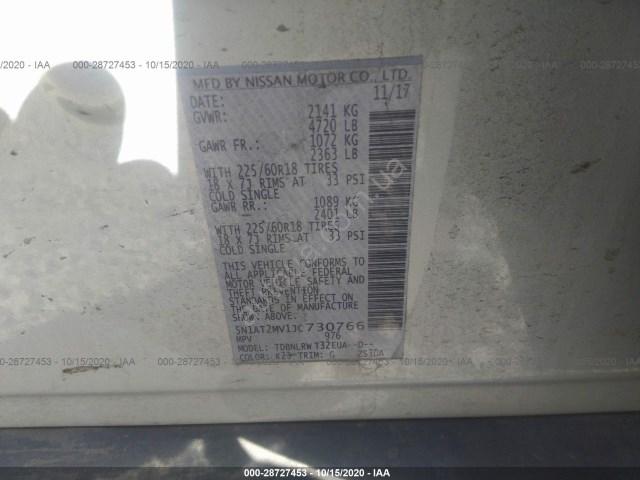 000-28727453 - 10/15/2020 - IAA
MFD BY NISSAN MOTOR CO., LTD.
DATE: 11/17
GVWR: 2141 KG
4720 LB
GAWR FR.: 1072 KG
2363 LB
WITH 225/60R18 TIRES
18 X 7J RIMS AT 33 PSI
COLD SINGLE
GAWR RR.: 1089 KG
2401 LB
WITH 225/60R18 TIRES
18 X 7J RIMS AT 33 PSI
COLD SINGLE
THIS VEHICLE CONFORMS TO
ALL APPLICABLE FEDERAL
MOTOR VEHICLE SAFETY AND
THEFT PREVENTION
STANDARDS IN EFFECT ON
THE DATE OF MANUFACTURE
SHOWN ABOVE.
5N1AT2MV1JC730766
MPV 976
MODEL: TDBNLRW T32EUA--D--
COLOR: K23 TRIM: G
000-28727453 - 10/15/2020 - IAA